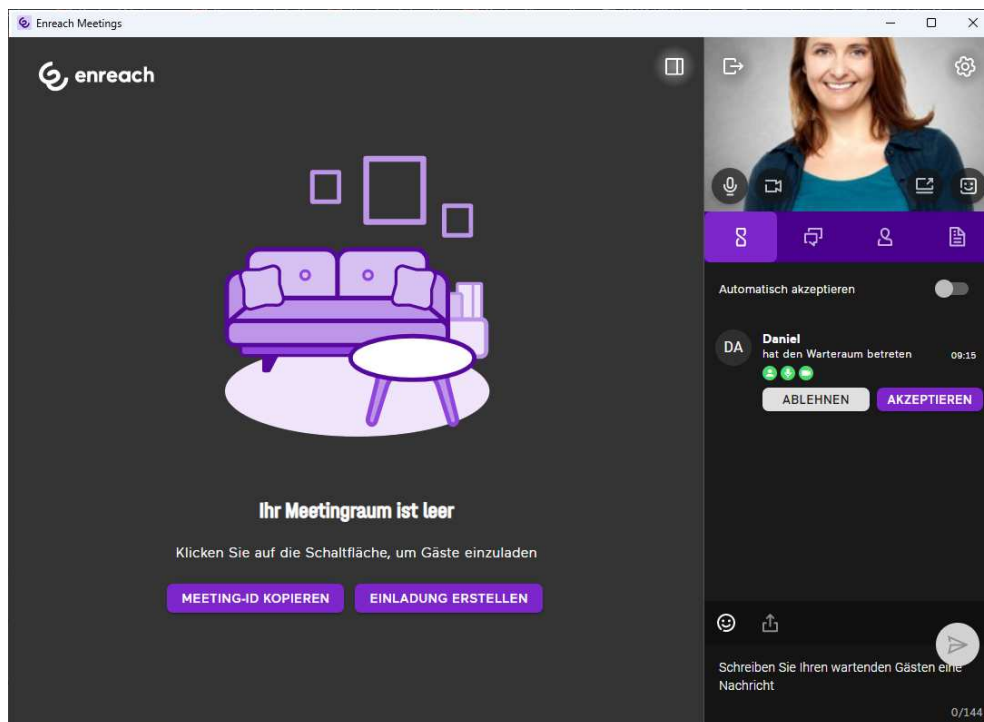 Enreach Meetings
enreach
Automatisch akzeptieren
DA
Daniel
hat den Warteraum betreten
09:15
ABLEHNEN
AKZEPTIEREN
Ihr Meetingraum ist leer
Klicken Sie auf die Schaltfläche, um Gäste einzuladen
MEETING-ID KOPIEREN
EINLADUNG ERSTELLEN
Schreiben Sie Ihren wartenden Gästen eine
Nachricht
0/144